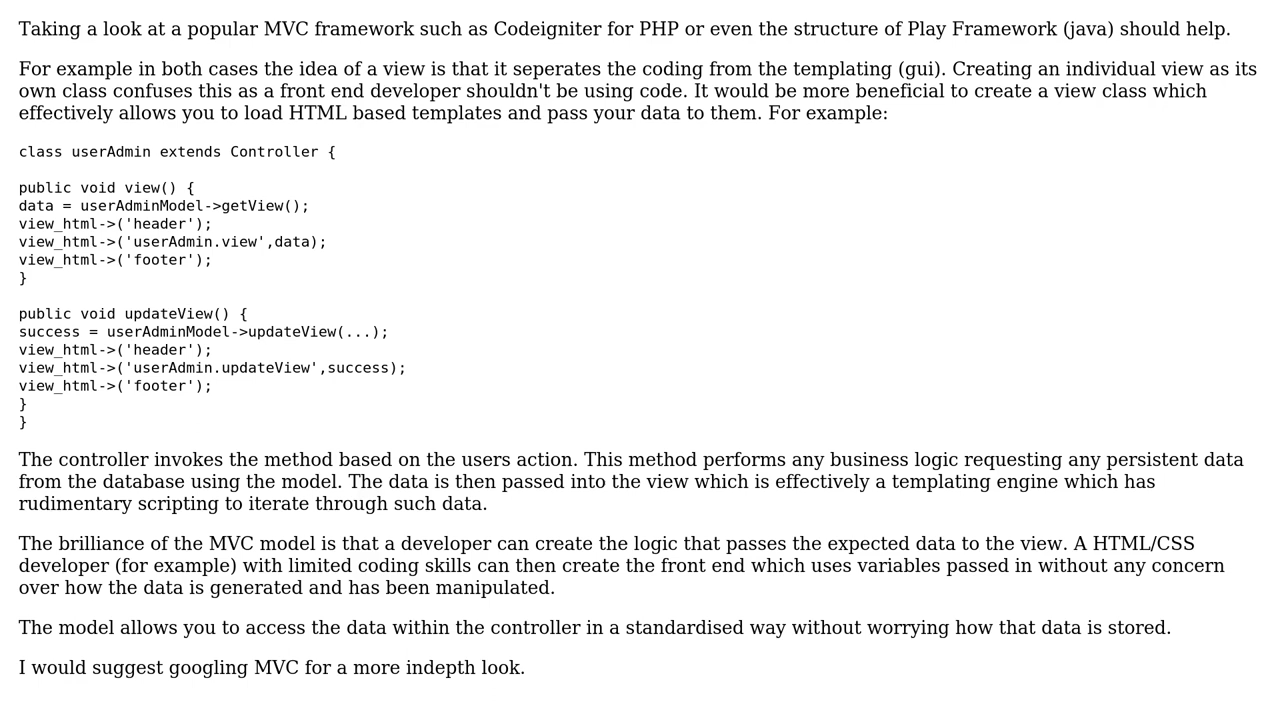 Taking a look at a popular MVC framework such as Codeigniter for PHP or even the structure of Play Framework (java) should help.
For example in both cases the idea of a view is that it seperates the coding from the templating (gui). Creating an individual view as its
own class confuses this as a front end developer shouldn't be using code. It would be more beneficial to create a view class which
effectively allows you to load HTML based templates and pass your data to them. For example:
class userAdmin extends Controller {
public void view() {
data = userAdminModel->getView();
view_html->('header');
view_html->('userAdmin.view',data);
view_html->('footer');
}
public void updateView() {
success = userAdminModel->updateView(...);
view_html->('header');
view_html->('userAdmin.updateView',success);
view_html->('footer');
}
}
The controller invokes the method based on the users action. This method performs any business logic requesting any persistent data
from the database using the model. The data is then passed into the view which is effectively a templating engine which has
rudimentary scripting to iterate through such data.
The brilliance of the MVC model is that a developer can create the logic that passes the expected data to the view. A HTML/CSS
developer (for example) with limited coding skills can then create the front end which uses variables passed in without any concern
over how the data is generated and has been manipulated.
The model allows you to access the data within the controller in a standardised way without worrying how that data is stored.
I would suggest googling MVC for a more indepth look.